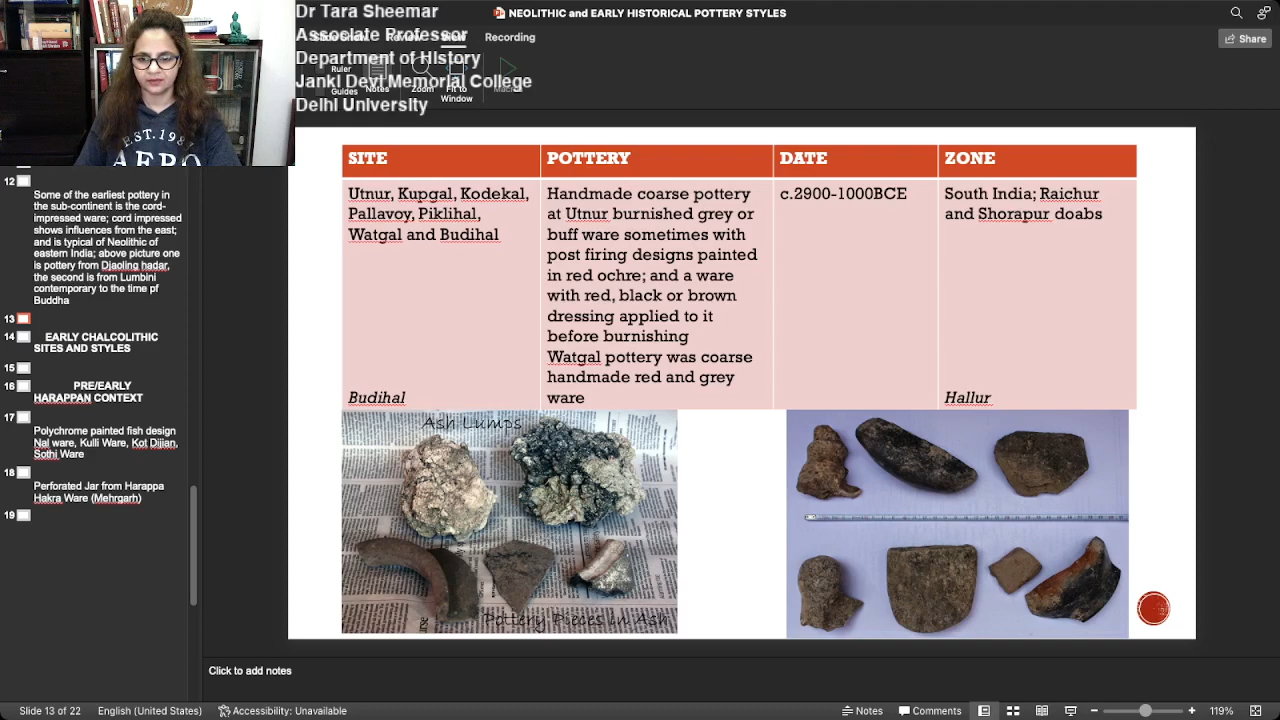 Dr Tara Sheemar
Associate Professor
Department of History
Janki Devi Memorial College
Delhi University
NEOLITHIC and EARLY HISTORICAL POTTERY STYLES
Recording
Share
Ruler
Guides
Notes
Zoom
Fit to
Window
12
Some of the earliest pottery in
the sub-continent is the cord-
impressed ware; cord impressed
shows influences from the east;
and is typical of Neolithic of
eastern India; above picture one
is pottery from Djaoling hadar,
the second is from Lumbini
contemporary to the time pf
Buddha
13
14 EARLY CHALCOLITHIC
SITES AND STYLES
15
16 PRE/EARLY
HARAPPAN CONTEXT
17
Polychrome painted fish design
Nal ware, Kulli Ware, Kot Dijian,
Sothi Ware
18
Perforated Jar from Harappa
Hakra Ware (Mehrgarh)
19
SITE POTTERY DATE ZONE
Utnur, Kupgal, Kodekal,
Pallavoy, Piklihal,
Watgal and Budihal
Budihal
Handmade coarse pottery
at Utnur burnished grey or
buff ware sometimes with
post firing designs painted
in red ochre; and a ware
with red, black or brown
dressing applied to it
before burnishing
Watgal pottery was coarse
handmade red and grey
ware
c.2900-1000BCE
South India; Raichur
and Shorapur doabs
Hallur
Ash Lumps
Pottery Pieces in Ash
EST. 198
AERO
Click to add notes
Slide 13 of 22 English (United States) Accessibility: Unavailable Notes Comments 119%